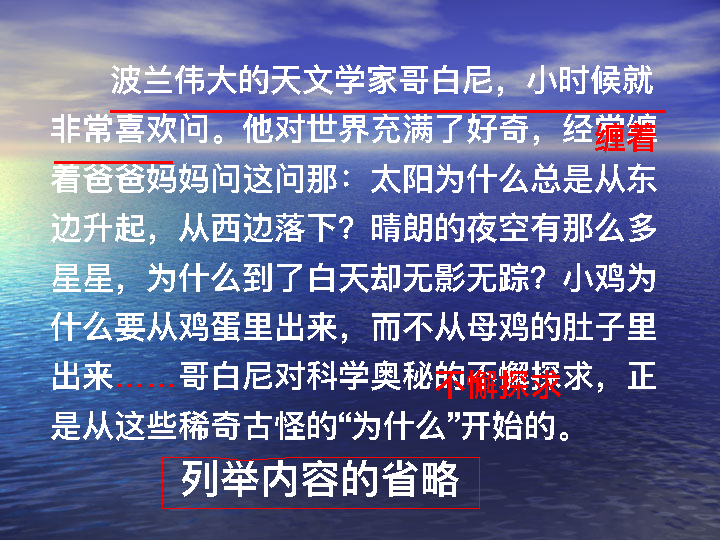 波兰伟大的天文学家哥白尼，小时候就
非常喜欢问。他对世界充满了好奇，经常缠
缠着
着爸爸妈妈问这问那：太阳为什么总是从东
边升起，从西边落下？晴朗的夜空有那么多
星星，为什么到了白天却无影无踪？小鸡为
什么要从鸡蛋里出来，而不从母鸡的肚子里
出来……哥白尼对科学奥秘的不懈探求，正
不懈探求
是从这些稀奇古怪的“为什么”开始的。
列举内容的省略